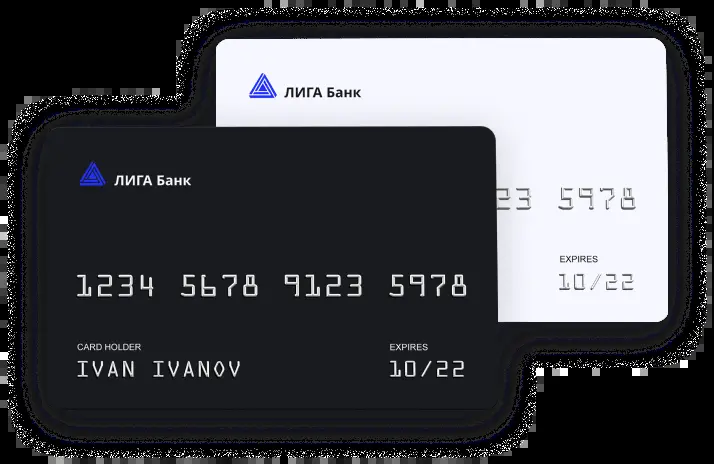 ЛИГА Банк
23 5978
EXPIRES
10/22
ЛИГА Банк
1234 5678 9123 5978
CARD HOLDER
EXPIRES
IVAN IVANOV
10/22